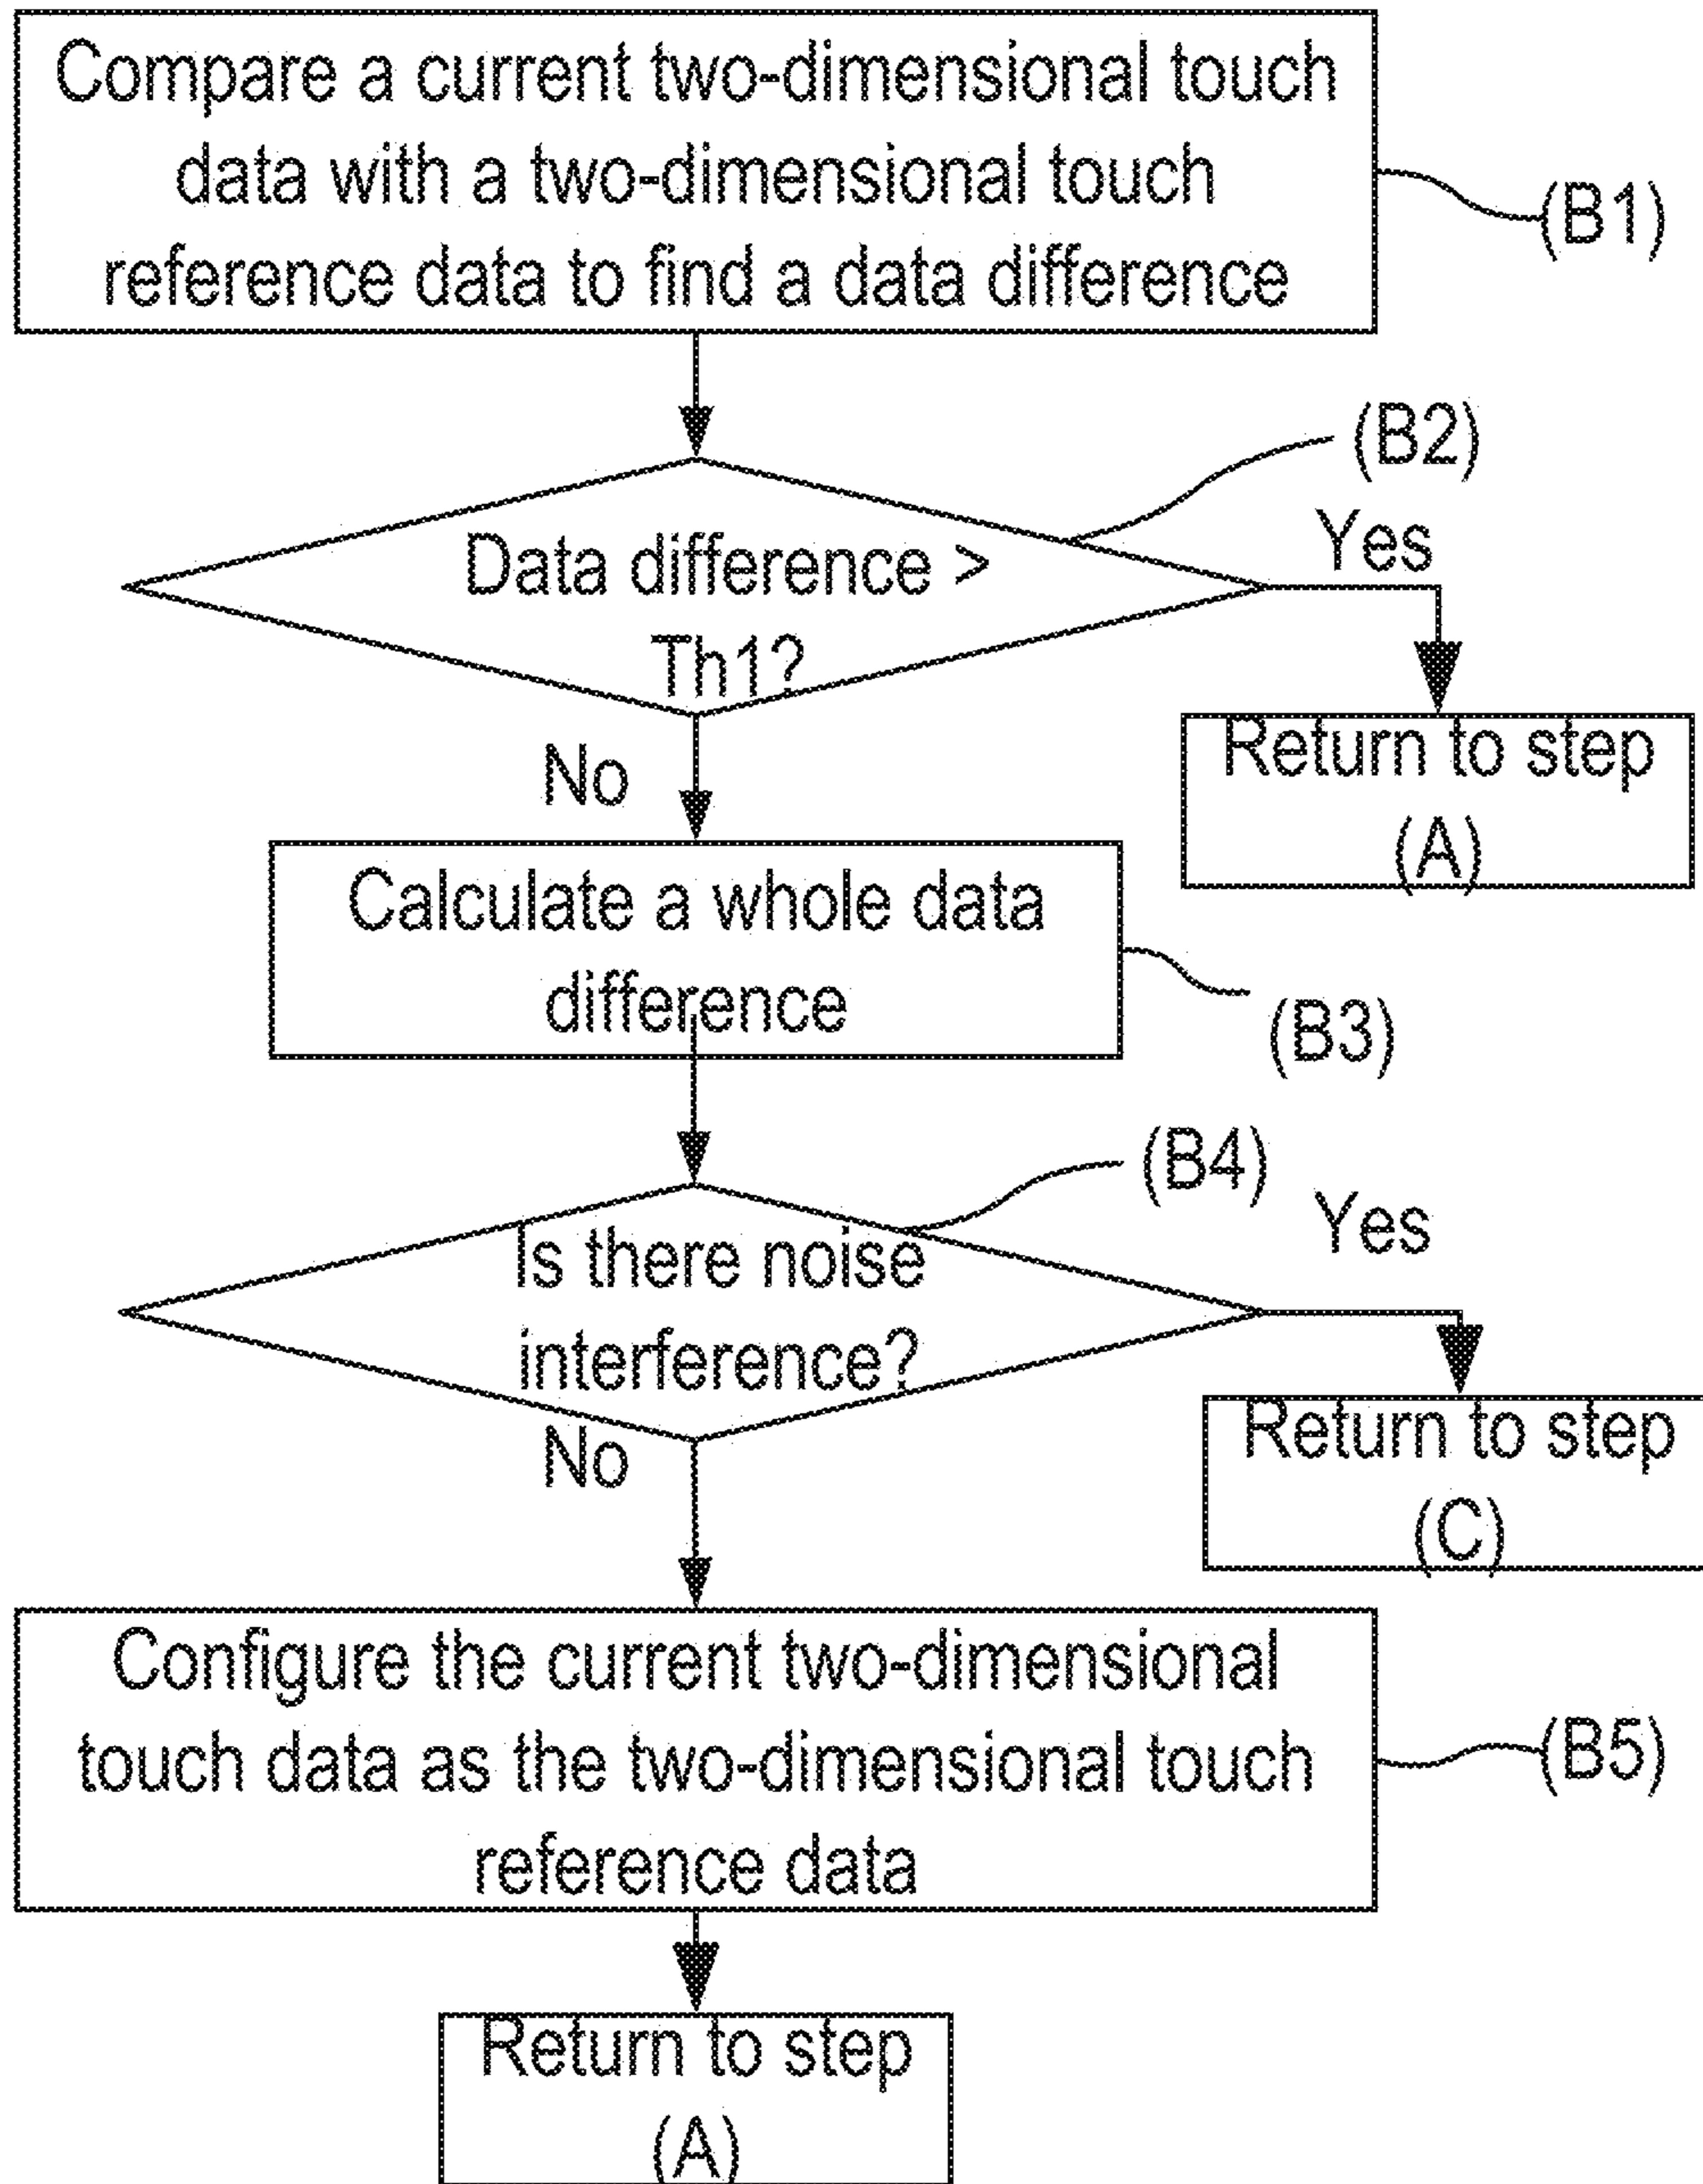 Compare a current two-dimensional touch
data with a two-dimensional touch
reference data to find a data difference
(B1)
(B2)
Data difference >
Th1?
Yes
Return to step
(A)
No
Calculate a whole data
difference
(B3)
(B4)
Is there noise
interference?
Yes
Return to step
(C)
No
Configure the current two-dimensional
touch data as the two-dimensional touch
reference data
(B5)
Return to step
(A)